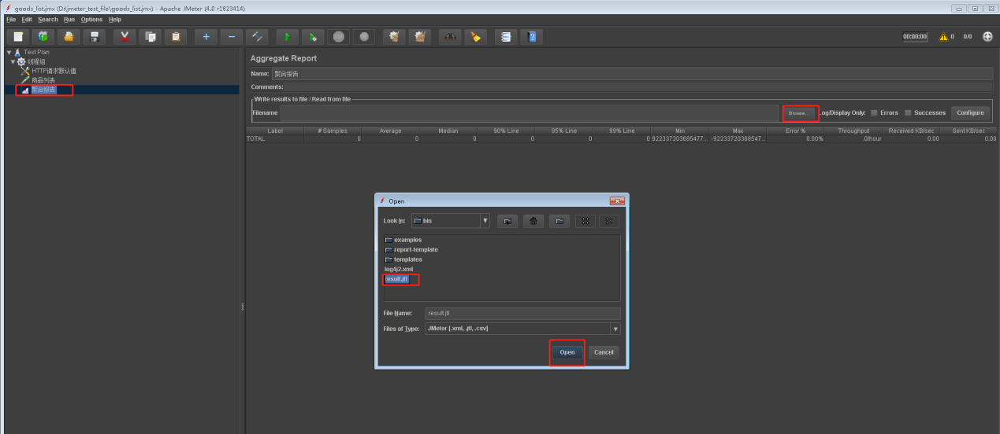 goods_list.jmx (D:\jmeter_test_file\goods_list.jmx) - Apache JMeter (4.0 r1823414)
File Edit Search Run Options Help
00:00:00 0 0/0
Test Plan
线程组
HTTP请求默认值
商品列表
聚合报告
Aggregate Report
Name: 聚合报告
Comments:
Write results to file / Read from file
Filename Browse... Log/Display Only: Errors Successes Configure
Label # Samples Average Median 90% Line 95% Line 99% Line Min Max Error % Throughput Received KB/sec Sent KB/sec
TOTAL 0 0 0 0 0 0 922337203685477... -92233720368547... 0.00% .0/hour 0.00 0.00
Open
Look In: bin
examples
report-template
templates
log4j2.xml
result.jtl
File Name: result.jtl
Files of Type: JMeter [.xml, .jtl, .csv]
Open Cancel